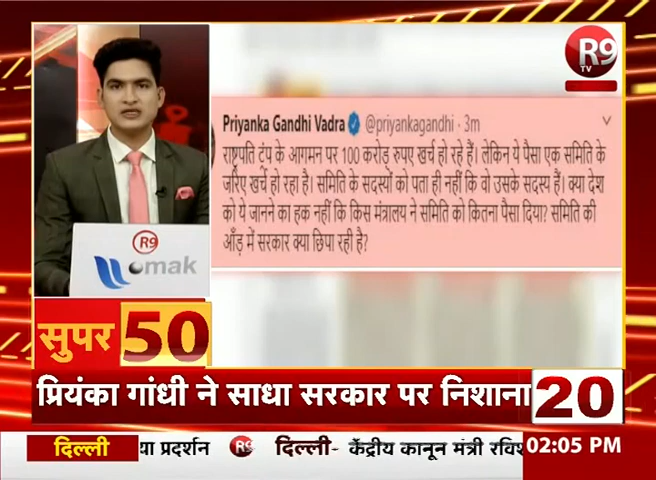 R9
TV
Priyanka Gandhi Vadra @priyankagandhi · 3m
राष्ट्रपति ट्रंप के आगमन पर 100 करोड़ रुपए खर्च हो रहे हैं। लेकिन ये पैसा एक समिति के
जरिए खर्च हो रहा है। समिति के सदस्यों को पता ही नहीं कि वो उसके सदस्य हैं। क्या देश
को ये जानने का हक नहीं कि किस मंत्रालय ने समिति को कितना पैसा दिया? समिति की
आँड़ में सरकार क्या छिपा रही है?
R9
omak
सुपर 50
प्रियंका गांधी ने साधा सरकार पर निशाना 20
दिल्ली या प्रदर्शन R9 दिल्ली- केंद्रीय कानून मंत्री रविश 02:05 PM